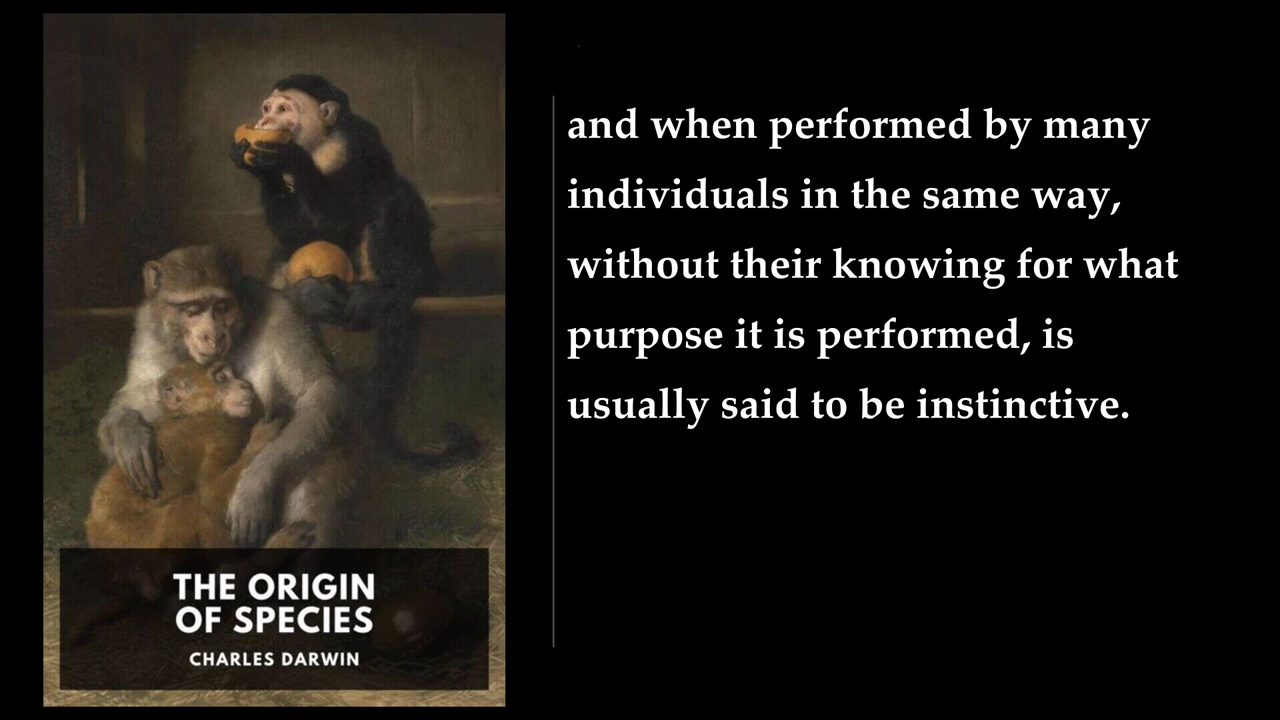 and when performed by many
individuals in the same way,
without their knowing for what
purpose it is performed, is
usually said to be instinctive.
THE ORIGIN
OF SPECIES
CHARLES DARWIN